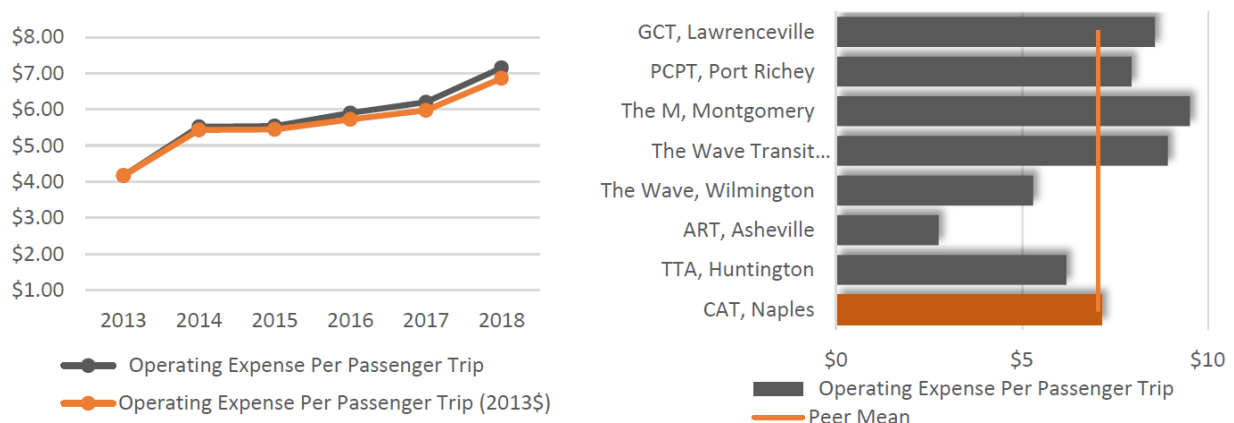 $8.00
$7.00
$6.00
$5.00
$4.00
$3.00
$2.00
$1.00
2013 2014 2015 2016 2017 2018
Operating Expense Per Passenger Trip
Operating Expense Per Passenger Trip (2013$)
GCT, Lawrenceville
PCPT, Port Richey
The M, Montgomery
The Wave Transit...
The Wave, Wilmington
ART, Asheville
TTA, Huntington
CAT, Naples
$0 $5 $10
Operating Expense Per Passenger Trip
Peer Mean